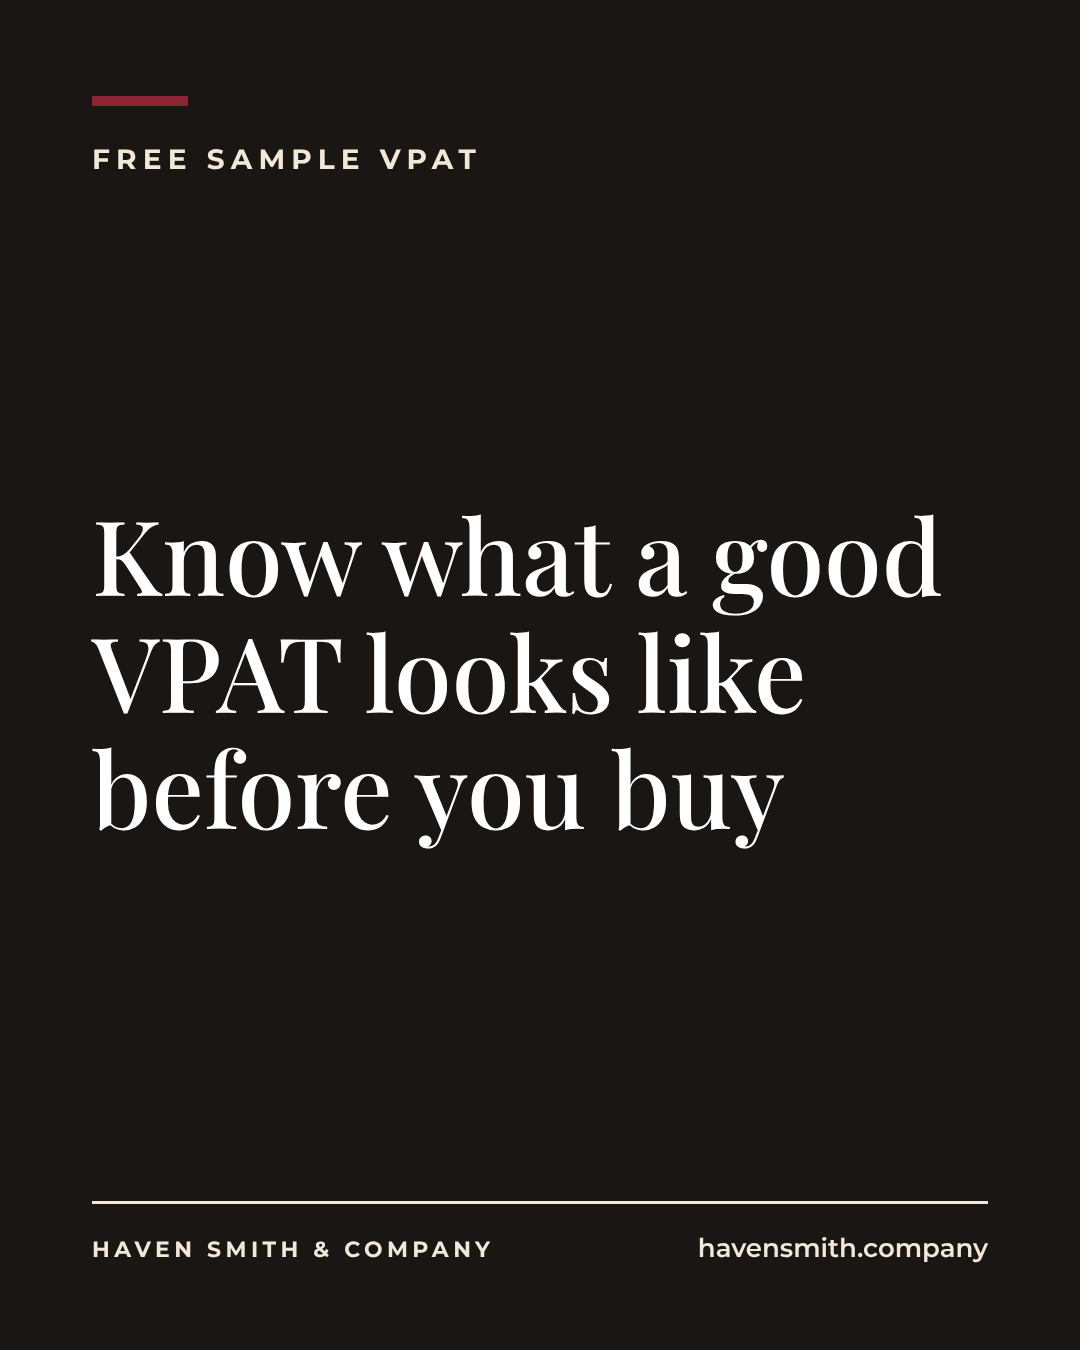 FREE SAMPLE VPAT
Know what a good
VPAT looks like
before you buy
HAVEN SMITH & COMPANY
havensmith.company